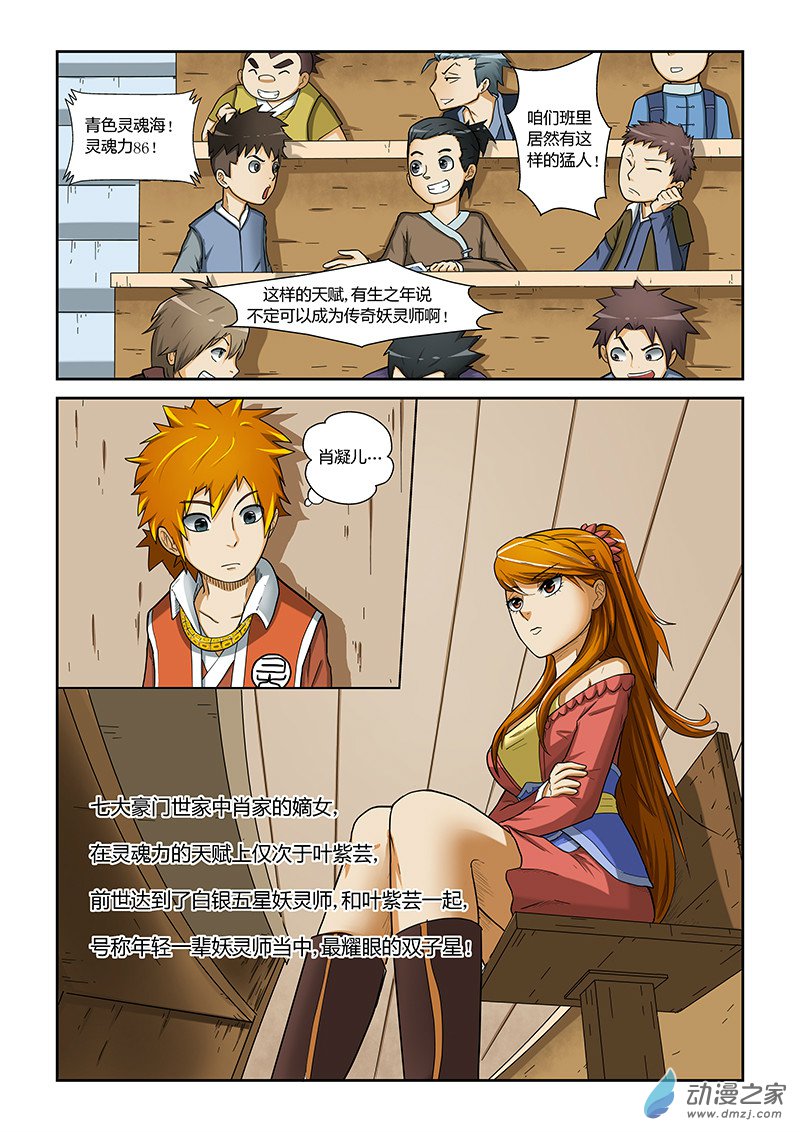 青色灵魂海！
灵魂力86！
咱们班里
居然有这
样的猛人！
这样的天赋,有生之年说
不定可以成为传奇妖灵师啊！
肖凝儿…
七大豪门世家中肖家的嫡女,
在灵魂力的天赋上仅次于叶紫芸,
前世达到了白银五星妖灵师,和叶紫芸一起,
号称年轻一辈妖灵师当中,最耀眼的双子星！
动漫之家
www.dmzj.com